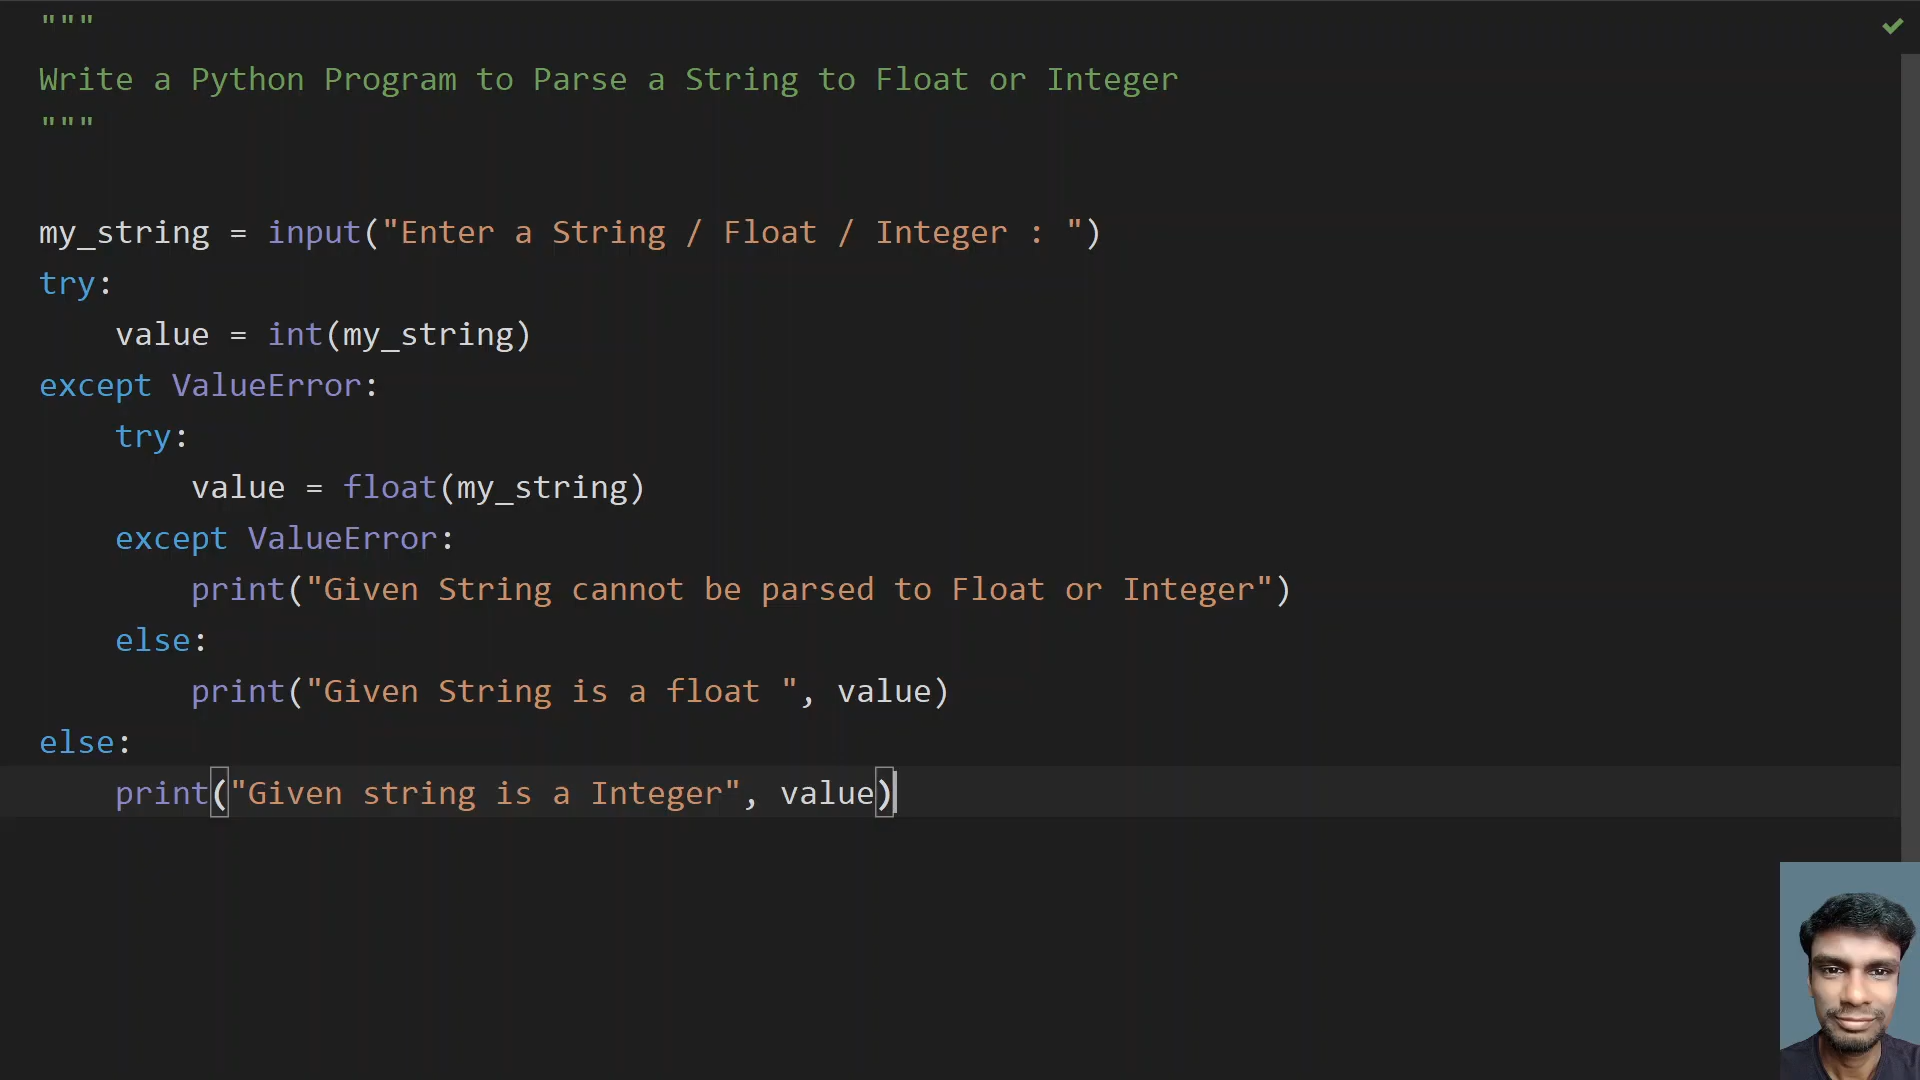 """
Write a Python Program to Parse a String to Float or Integer
"""
my_string = input("Enter a String / Float / Integer : ")
try:
    value = int(my_string)
except ValueError:
    try:
        value = float(my_string)
    except ValueError:
        print("Given String cannot be parsed to Float or Integer")
    else:
        print("Given String is a float ", value)
else:
    print("Given string is a Integer", value)